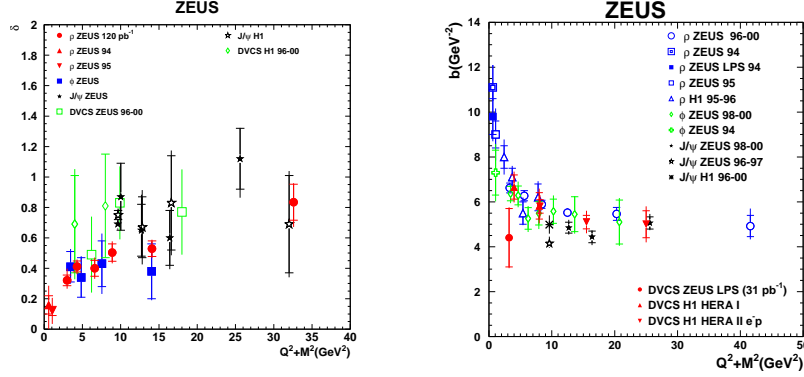 ZEUS
δ
2
1.8
1.6
1.4
1.2
1
0.8
0.6
0.4
0.2
0
ρ ZEUS 120 pb⁻¹
ρ ZEUS 94
ρ ZEUS 95
φ ZEUS
J/ψ ZEUS
DVCS ZEUS 96-00
J/ψ H1
DVCS H1 96-00
0 5 10 15 20 25 30 35 40
Q²+M²(GeV²)
ZEUS
b(GeV⁻²)
14
12
10
8
6
4
2
0
ρ ZEUS 96-00
ρ ZEUS 94
ρ ZEUS LPS 94
ρ ZEUS 95
ρ H1 95-96
φ ZEUS 98-00
φ ZEUS 94
J/ψ ZEUS 98-00
J/ψ ZEUS 96-97
J/ψ H1 96-00
DVCS ZEUS LPS (31 pb⁻¹)
DVCS H1 HERA I
DVCS H1 HERA II e⁻p
0 10 20 30 40 50
Q²+M²(GeV²)